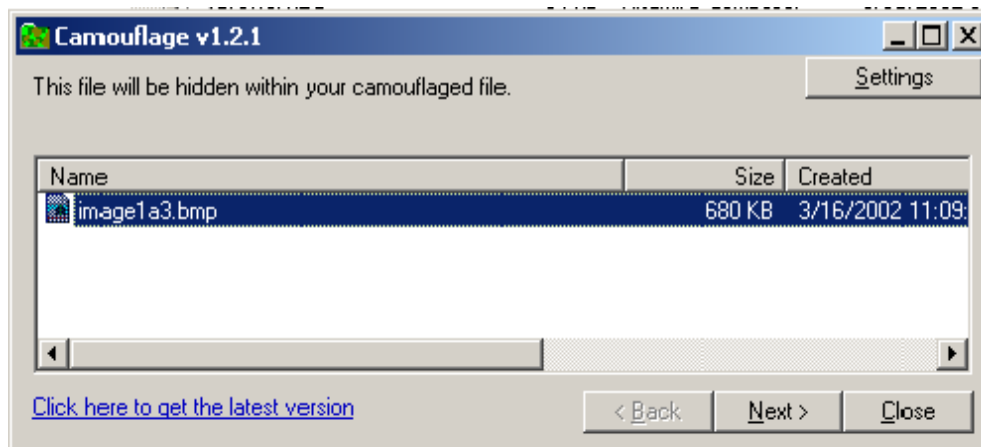 Camouflage v1.2.1
This file will be hidden within your camouflaged file.
Settings
Name Size Created
image1a3.bmp 680 KB 3/16/2002 11:09:
Click here to get the latest version
< Back Next > Close